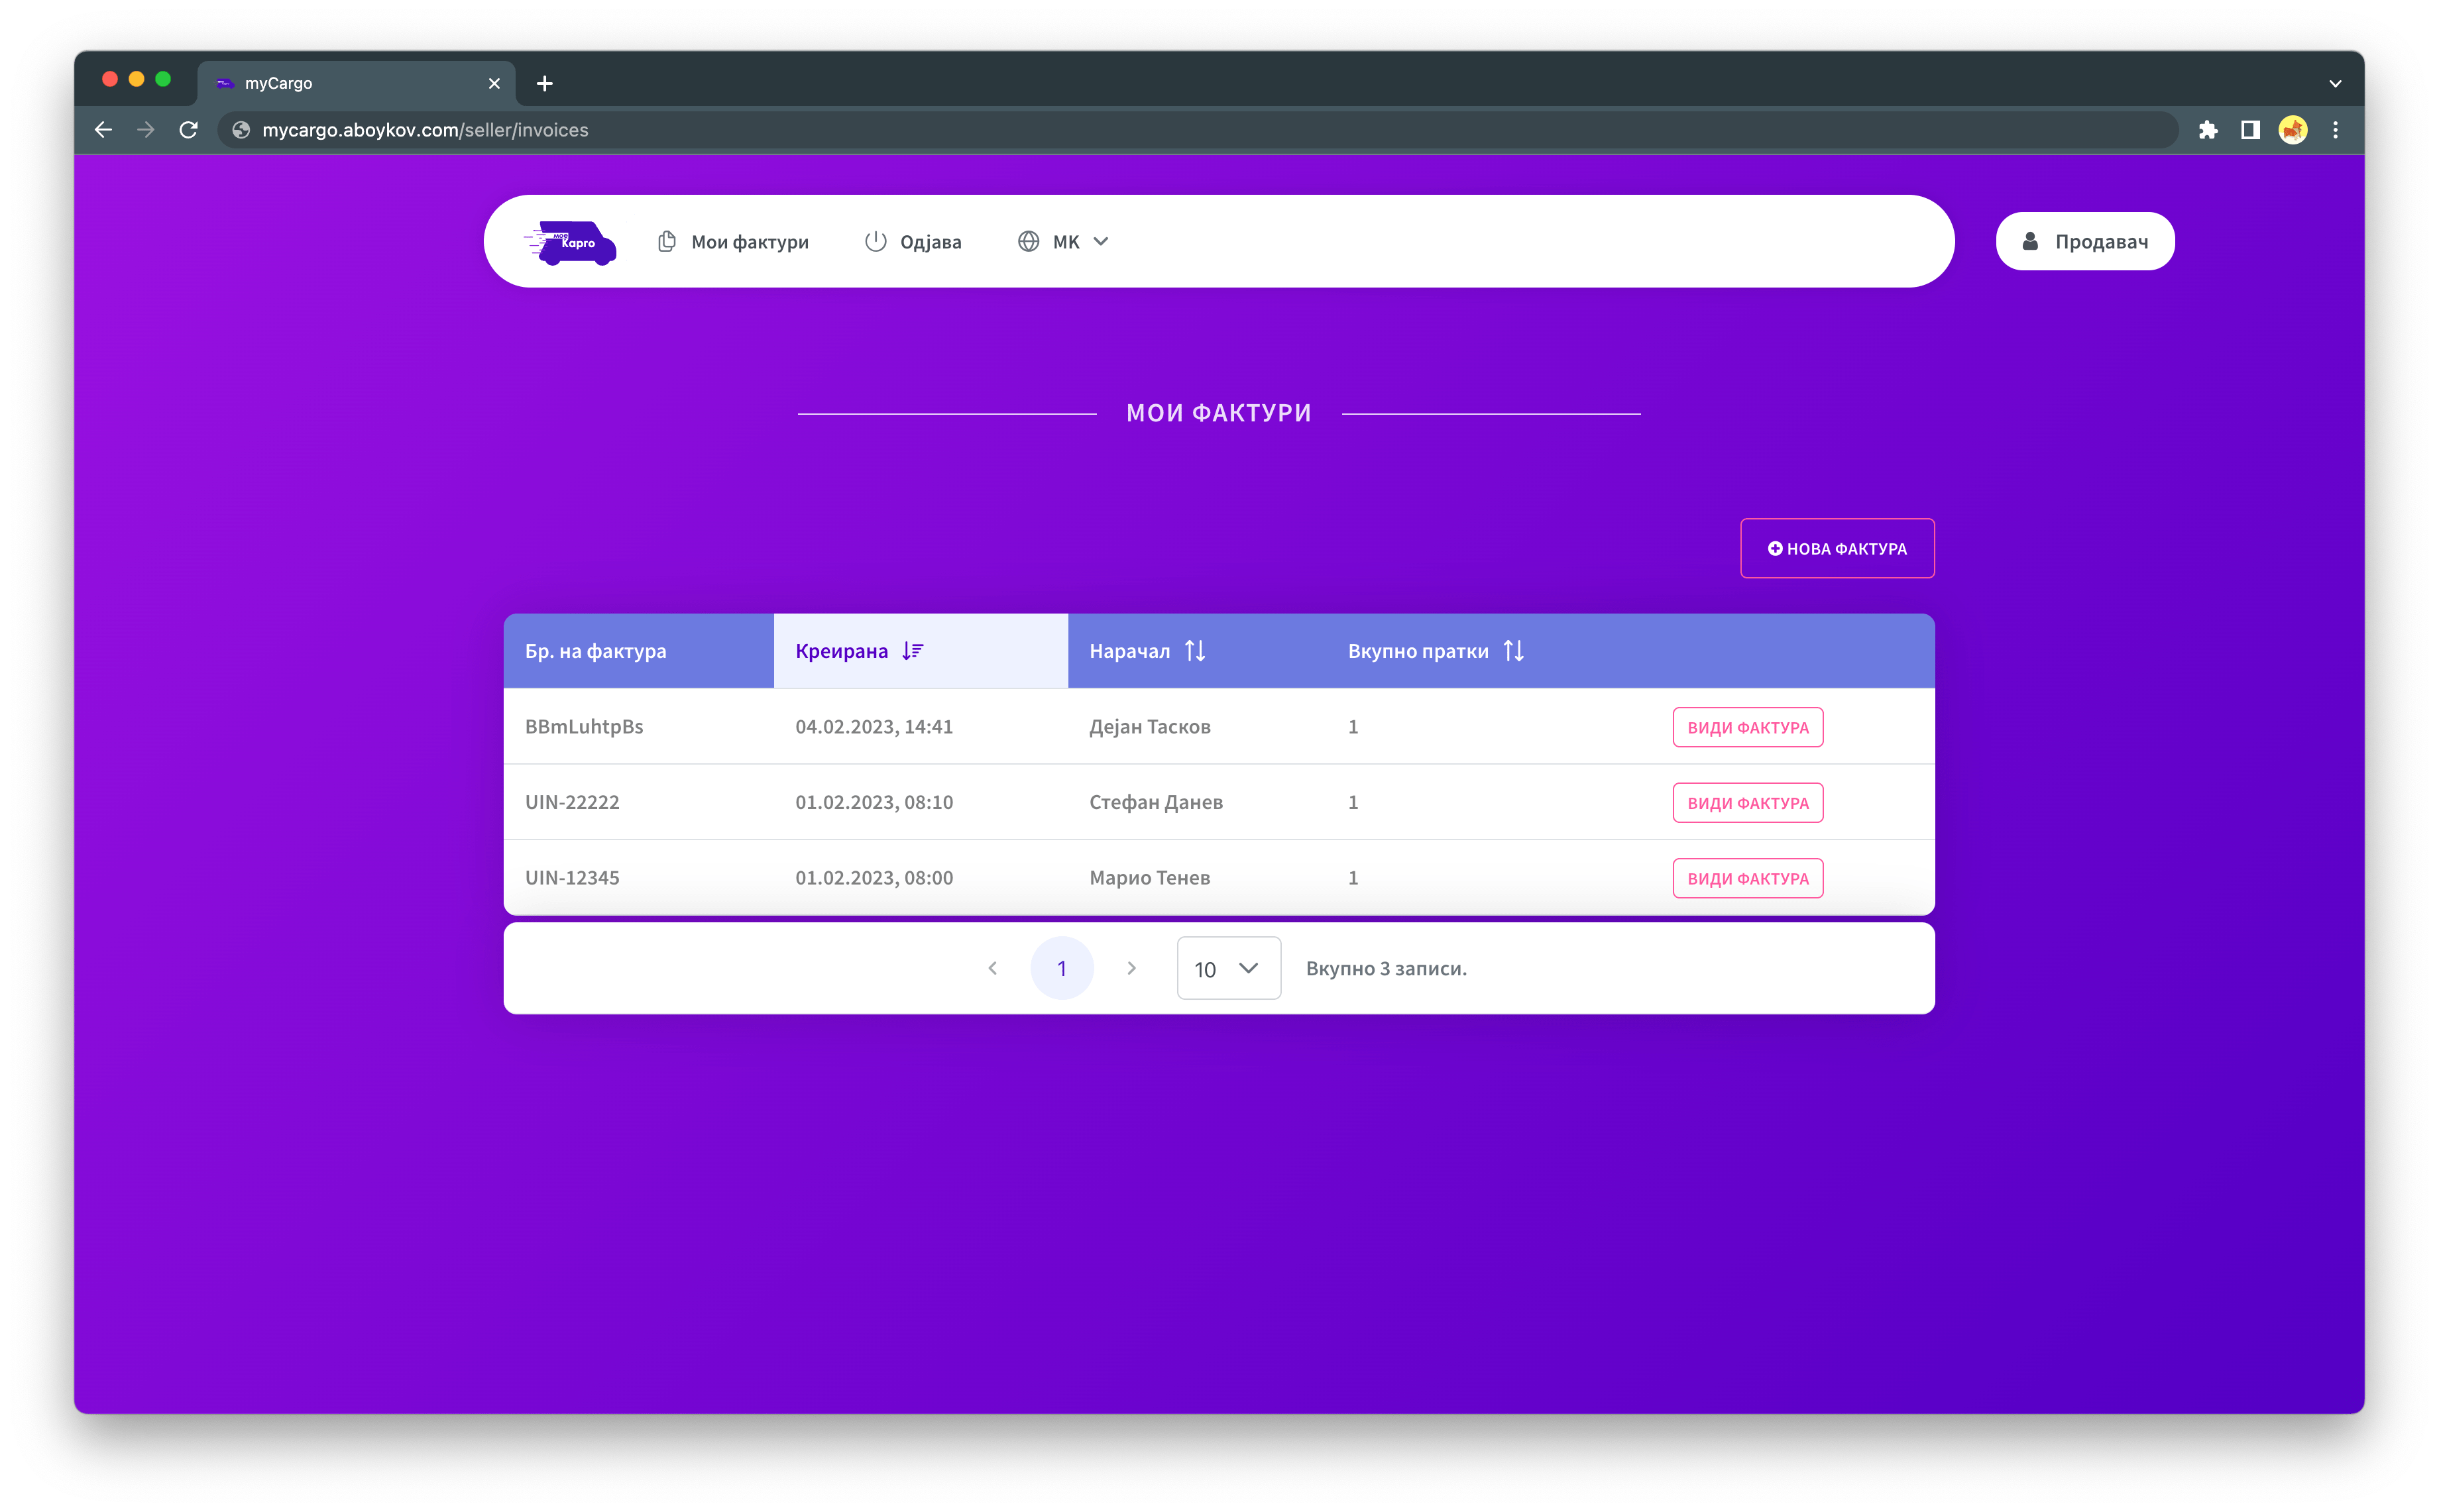 myCargo
mycargo.aboykov.com/seller/invoices
мое
Карго
Мои фактури
Одјава
МК
Продавач
МОИ ФАКТУРИ
НОВА ФАКТУРА
Бр. на фактура Креирана Нарачал Вкупно пратки
BBmLuhtpBs 04.02.2023, 14:41 Дејан Тасков 1 ВИДИ ФАКТУРА
UIN-22222 01.02.2023, 08:10 Стефан Данев 1 ВИДИ ФАКТУРА
UIN-12345 01.02.2023, 08:00 Марио Тенев 1 ВИДИ ФАКТУРА
1 10 Вкупно 3 записи.